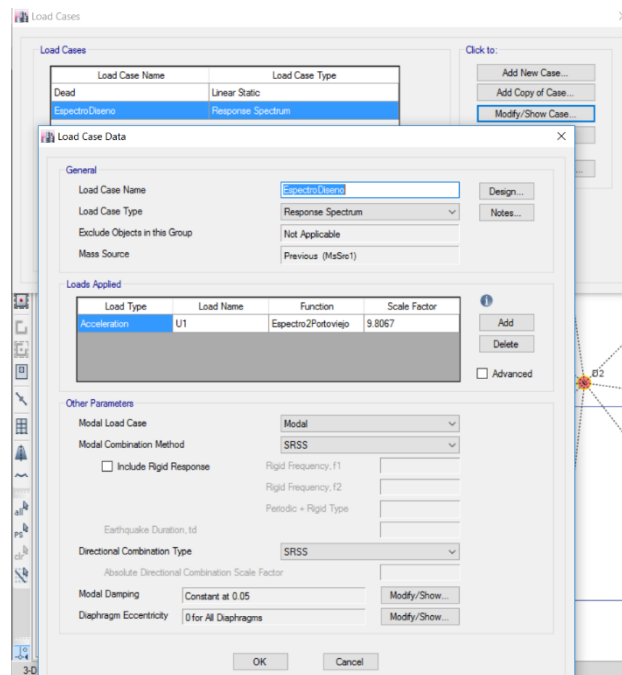 Load Cases
Load Cases
Click to:
Load Case Name Load Case Type
Dead Linear Static
EspectroDiseno Response Spectrum
Add New Case...
Add Copy of Case...
Modify/Show Case...
...
Load Case Data
General
Load Case Name EspectroDiseno Design...
Load Case Type Response Spectrum Notes...
Exclude Objects in this Group Not Applicable
Mass Source Previous (MsSrc1)
Loads Applied
Load Type Load Name Function Scale Factor
Acceleration U1 Espectro2Portoviejo 9.8067
Add
Delete
Advanced
Other Parameters
Modal Load Case Modal
Modal Combination Method SRSS
Include Rigid Response Rigid Frequency, f1
Rigid Frequency, f2
Periodic + Rigid Type
Earthquake Duration, td
Directional Combination Type SRSS
Absolute Directional Combination Scale Factor
Modal Damping Constant at 0.05 Modify/Show...
Diaphragm Eccentricity 0 for All Diaphragms Modify/Show...
OK Cancel
all
PS
clr
3-D
D2